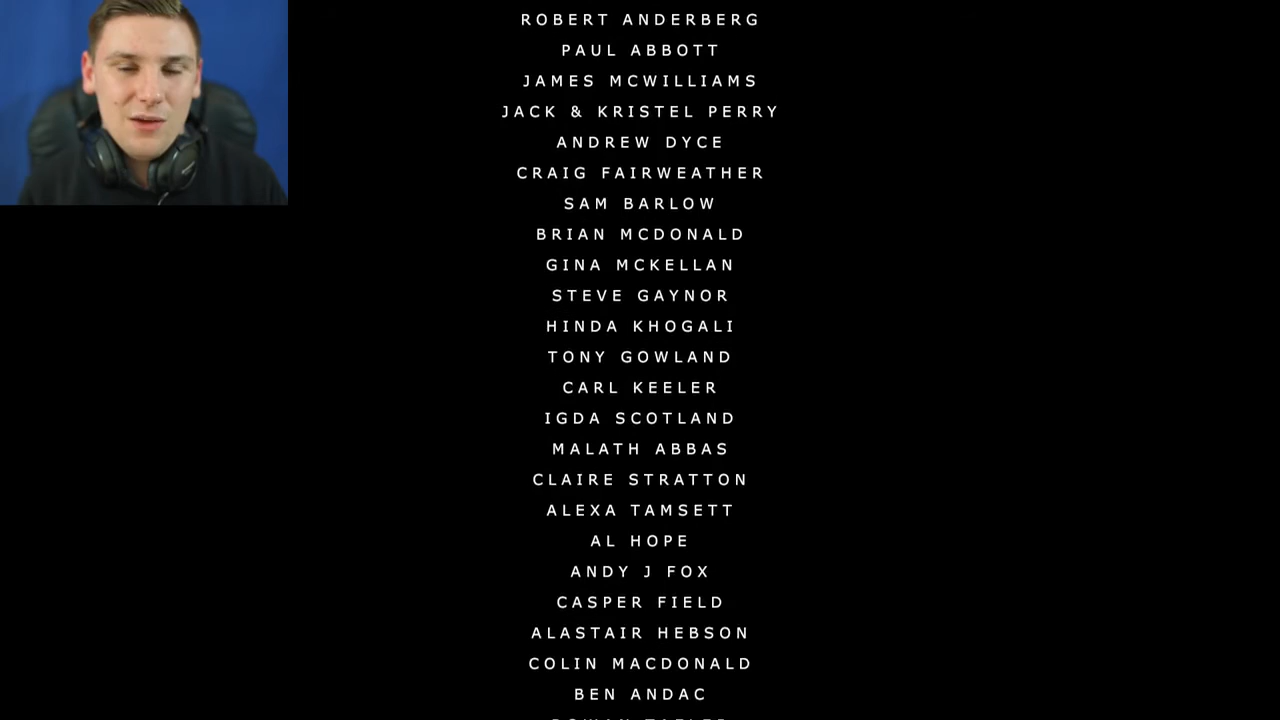 ROBERT ANDERBERG
PAUL ABBOTT
JAMES MCWILLIAMS
JACK & KRISTEL PERRY
ANDREW DYCE
CRAIG FAIRWEATHER
SAM BARLOW
BRIAN MCDONALD
GINA MCKELLAN
STEVE GAYNOR
HINDA KHOGALI
TONY GOWLAND
CARL KEELER
IGDA SCOTLAND
MALATH ABBAS
CLAIRE STRATTON
ALEXA TAMSETT
AL HOPE
ANDY J FOX
CASPER FIELD
ALASTAIR HEBSON
COLIN MACDONALD
BEN ANDAC